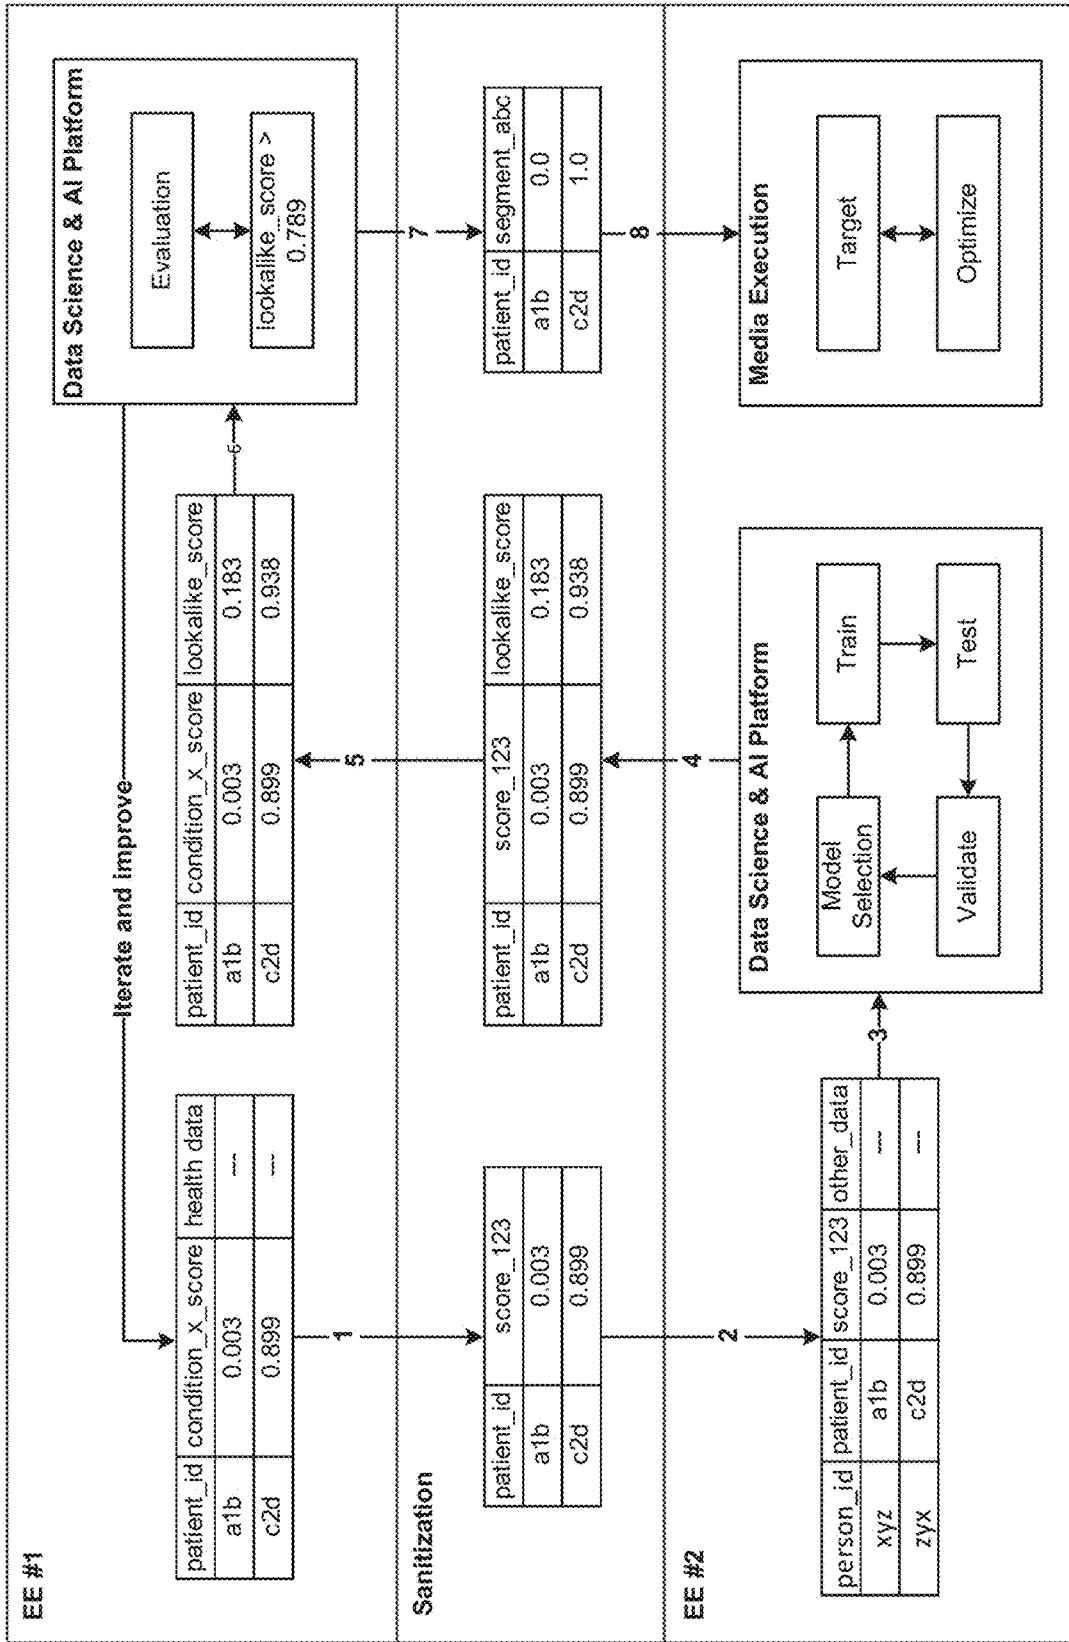 EE #1
Iterate and improve
patient_id condition_x_score health data
a1b 0.003 ---
c2d 0.899 ---
patient_id condition_x_score lookalike_score
a1b 0.003 0.183
c2d 0.899 0.938
6
Data Science & AI Platform
Evaluation
lookalike_score >
0.789
1
5
7
Sanitization
patient_id score_123
a1b 0.003
c2d 0.899
patient_id score_123 lookalike_score
a1b 0.003 0.183
c2d 0.899 0.938
patient_id segment_abc
a1b 0.0
c2d 1.0
2
4
8
EE #2
person_id patient_id score_123 other_data
xyz a1b 0.003 ---
zyx c2d 0.899 ---
3
Data Science & AI Platform
Model
Selection
Train
Validate
Test
Media Execution
Target
Optimize